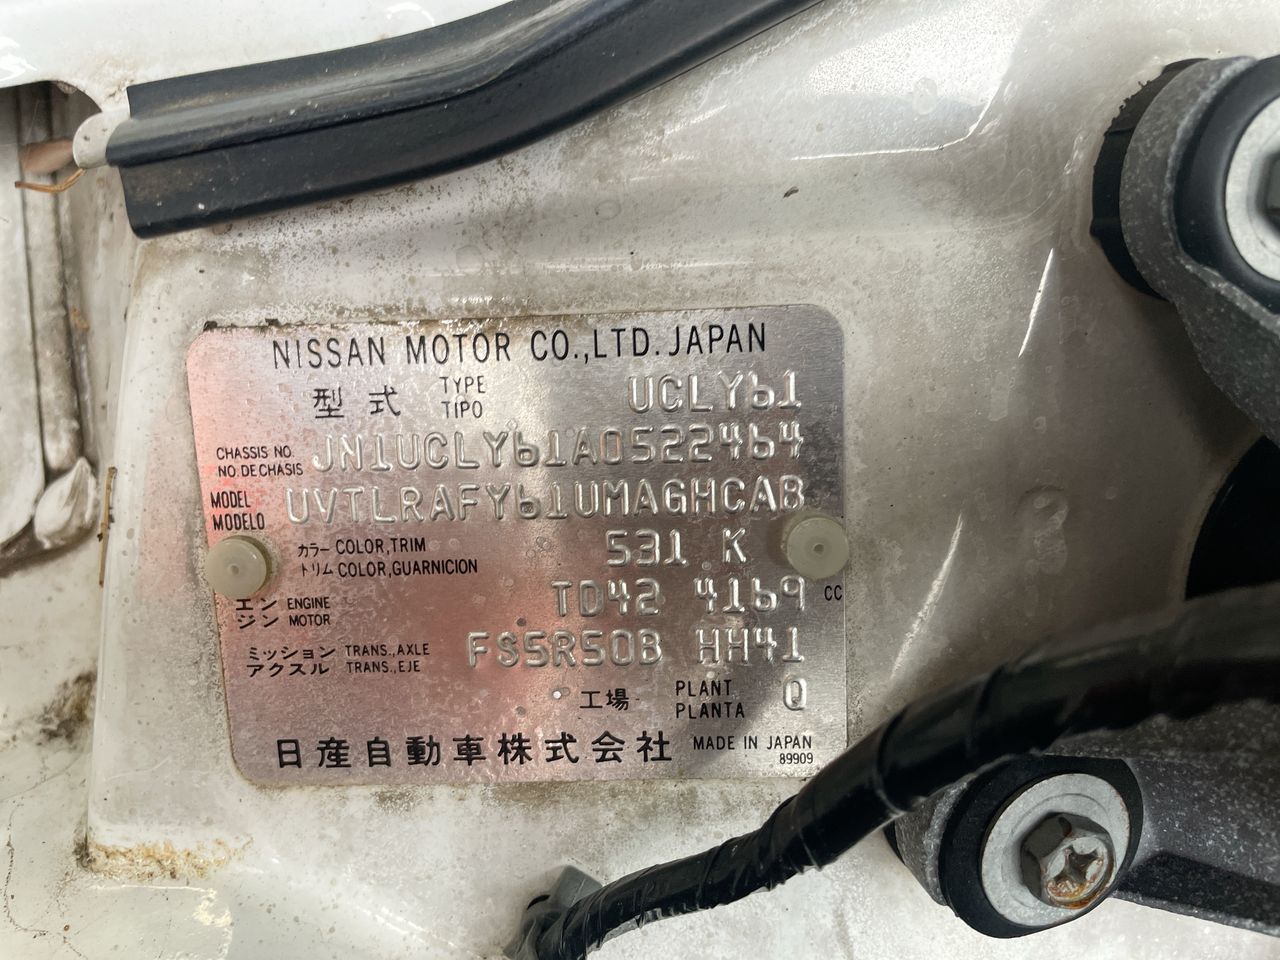 NISSAN MOTOR CO.,LTD. JAPAN
型式 TYPE TIPO UCLY61
CHASSIS NO. NO. DE CHASIS JN1UCLY61A0522464
MODEL MODELO UVTLRAFY61UMAGHCAB
カラー COLOR,TRIM 531 K
トリム COLOR,GUARNICION
エン ENGINE TD42 4169 CC
ジン MOTOR
ミッション TRANS.,AXLE FS5R50B HH41
アクスル TRANS.,EJE
工場 PLANT PLANTA Q
日産自動車株式会社 MADE IN JAPAN
89909